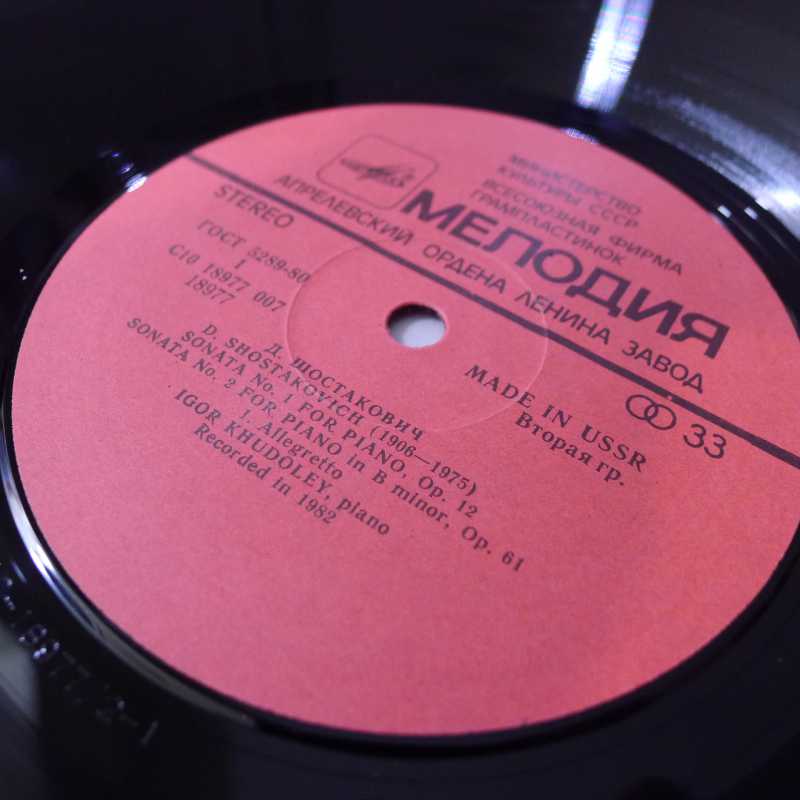 МИНИСТЕРСТВО
КУЛЬТУРЫ СССР
ВСЕСОЮЗНАЯ ФИРМА
ГРАМПЛАСТИНОК
МЕЛОДИЯ
АПРЕЛЕВСКИЙ ОРДЕНА ЛЕНИНА ЗАВОД
STEREO
33
ГОСТ 5289-80
1
С10 18977 007
18977
MADE IN USSR
Вторая гр.
Д. ШОСТАКОВИЧ
D. SHOSTAKOVICH (1906—1975)
SONATA No. 1 FOR PIANO, Op. 12
SONATA No. 2 FOR PIANO in B minor, Op. 61
1. Allegretto
IGOR KHUDOLEY, piano
Recorded in 1982